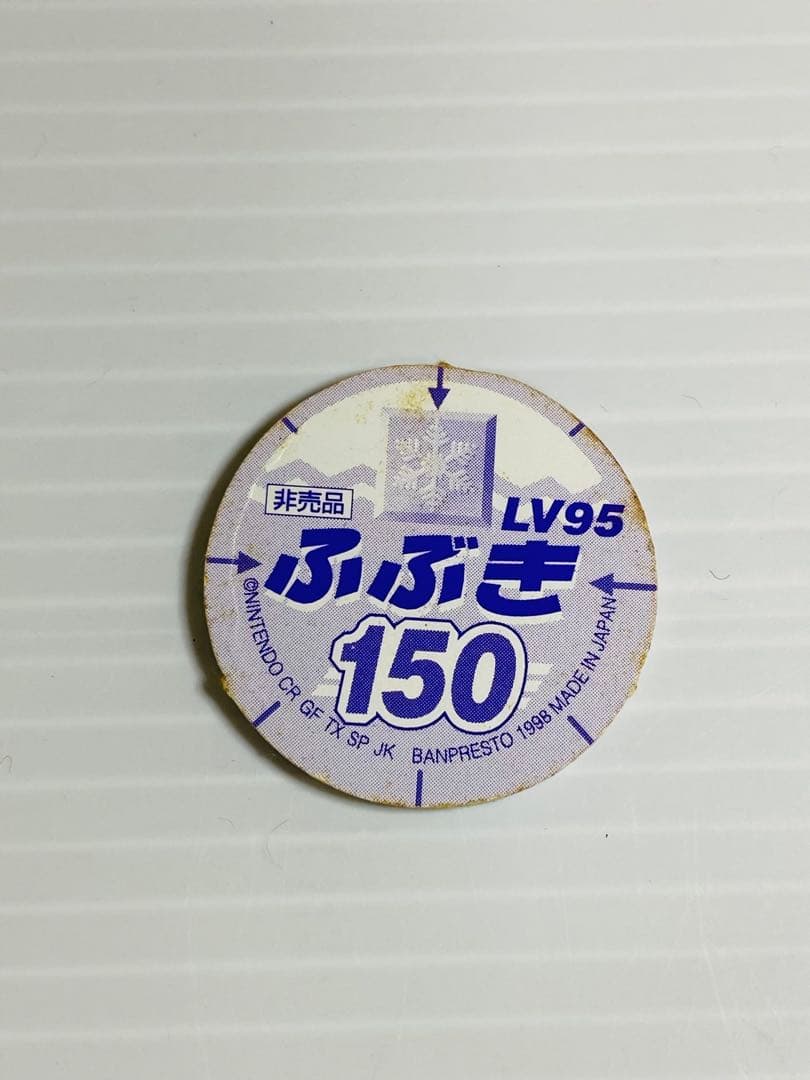 非売品
LV95
ふぶき
150
©NINTENDO CR GF TX SP JK BANPRESTO 1998 MADE IN JAPAN